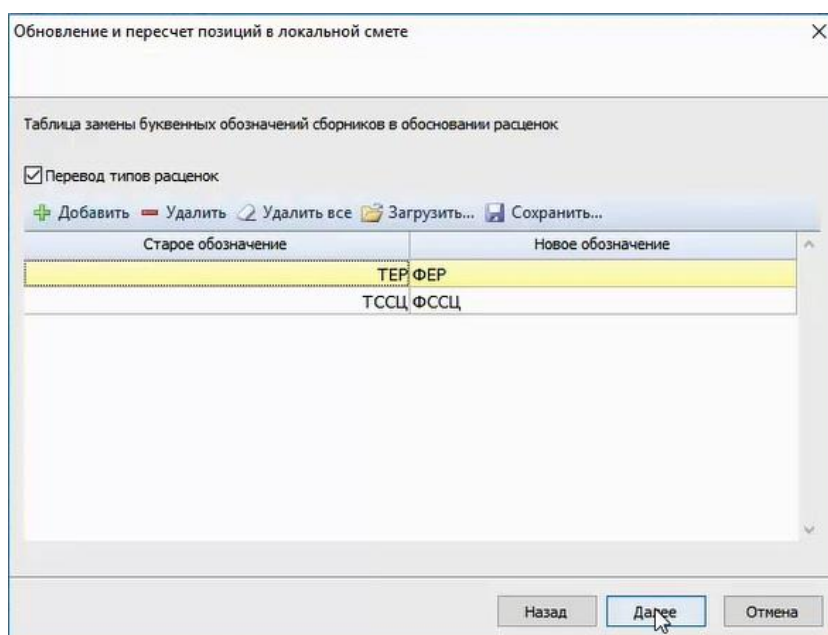 Обновление и пересчет позиций в локальной смете
Таблица замены буквенных обозначений сборников в обосновании расценок
Перевод типов расценок
Добавить Удалить Удалить все Загрузить... Сохранить...
Старое обозначение Новое обозначение
ТЕР ФЕР
ТССЦ ФССЦ
Назад Далее Отмена